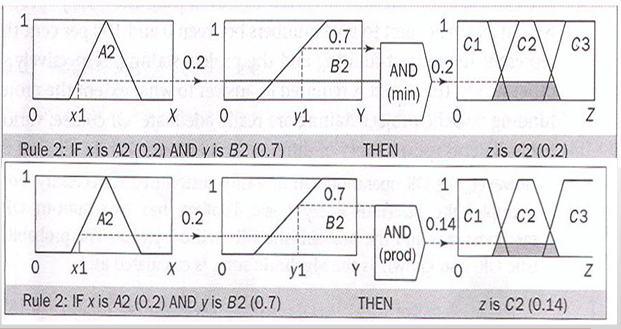 1 1 1
A2 0.7 C1 C2 C3
0.2 B2 AND 0.2
(min)
0 x1 X 0 y1 Y 0 Z
Rule 2: IF x is A2 (0.2) AND y is B2 (0.7) THEN z is C2 (0.2)
1 1 1
A2 0.7 C1 C2 C3
0.2 B2 AND 0.14
(prod)
0 x1 X 0 y1 Y 0 Z
Rule 2: IF x is A2 (0.2) AND y is B2 (0.7) THEN z is C2 (0.14)